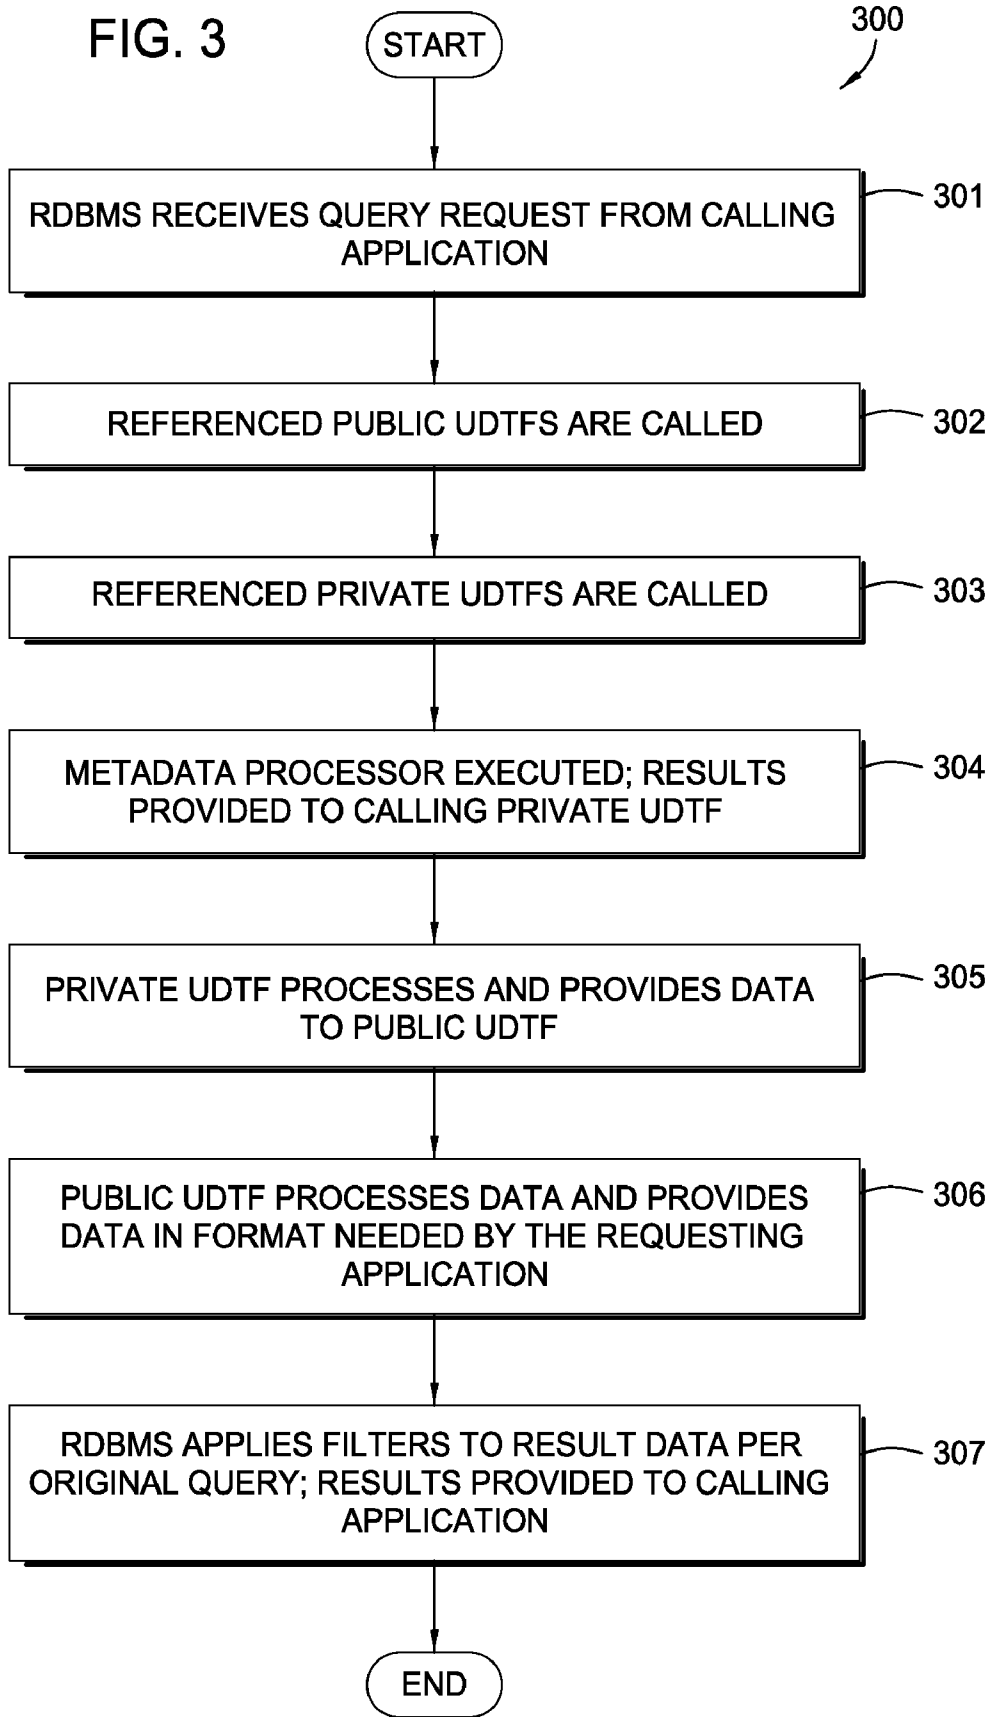 FIG. 3
START
300
RDBMS RECEIVES QUERY REQUEST FROM CALLING
APPLICATION
301
REFERENCED PUBLIC UDTFS ARE CALLED
302
REFERENCED PRIVATE UDTFS ARE CALLED
303
METADATA PROCESSOR EXECUTED; RESULTS
PROVIDED TO CALLING PRIVATE UDTF
304
PRIVATE UDTF PROCESSES AND PROVIDES DATA
TO PUBLIC UDTF
305
PUBLIC UDTF PROCESSES DATA AND PROVIDES
DATA IN FORMAT NEEDED BY THE REQUESTING
APPLICATION
306
RDBMS APPLIES FILTERS TO RESULT DATA PER
ORIGINAL QUERY; RESULTS PROVIDED TO CALLING
APPLICATION
307
END